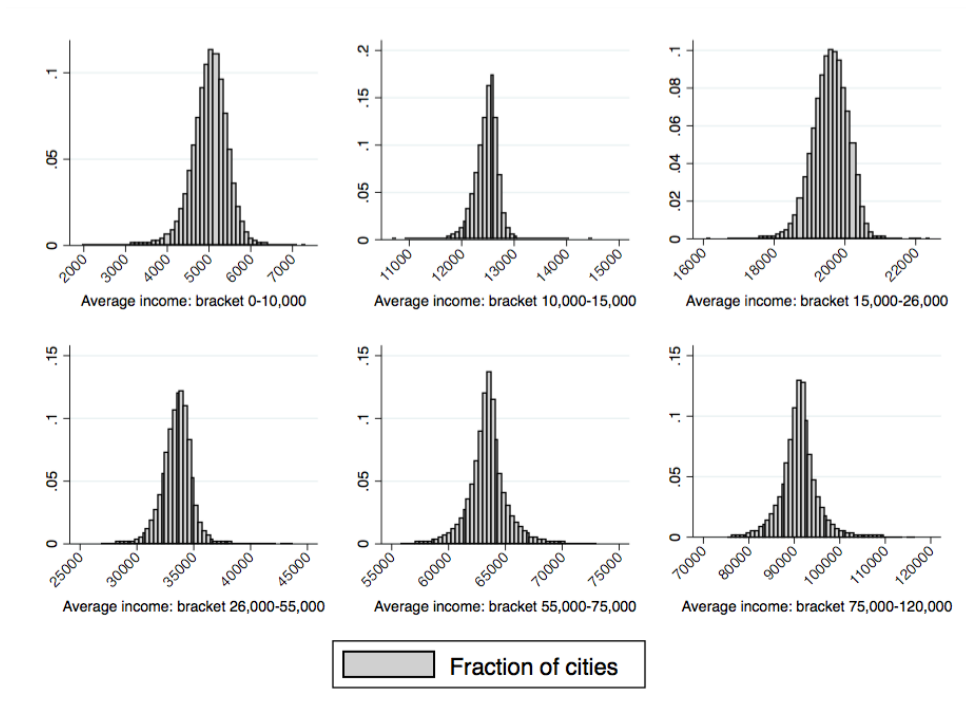 .1
.05
0
2000 3000 4000 5000 6000 7000
Average income: bracket 0-10,000
.2
.15
.1
.05
0
11000 12000 13000 14000 15000
Average income: bracket 10,000-15,000
.1
.08
.06
.04
.02
0
16000 18000 20000 22000
Average income: bracket 15,000-26,000
.15
.1
.05
0
25000 30000 35000 40000 45000
Average income: bracket 26,000-55,000
.15
.1
.05
0
55000 60000 65000 70000 75000
Average income: bracket 55,000-75,000
.15
.1
.05
0
70000 80000 90000 100000 110000 120000
Average income: bracket 75,000-120,000
Fraction of cities